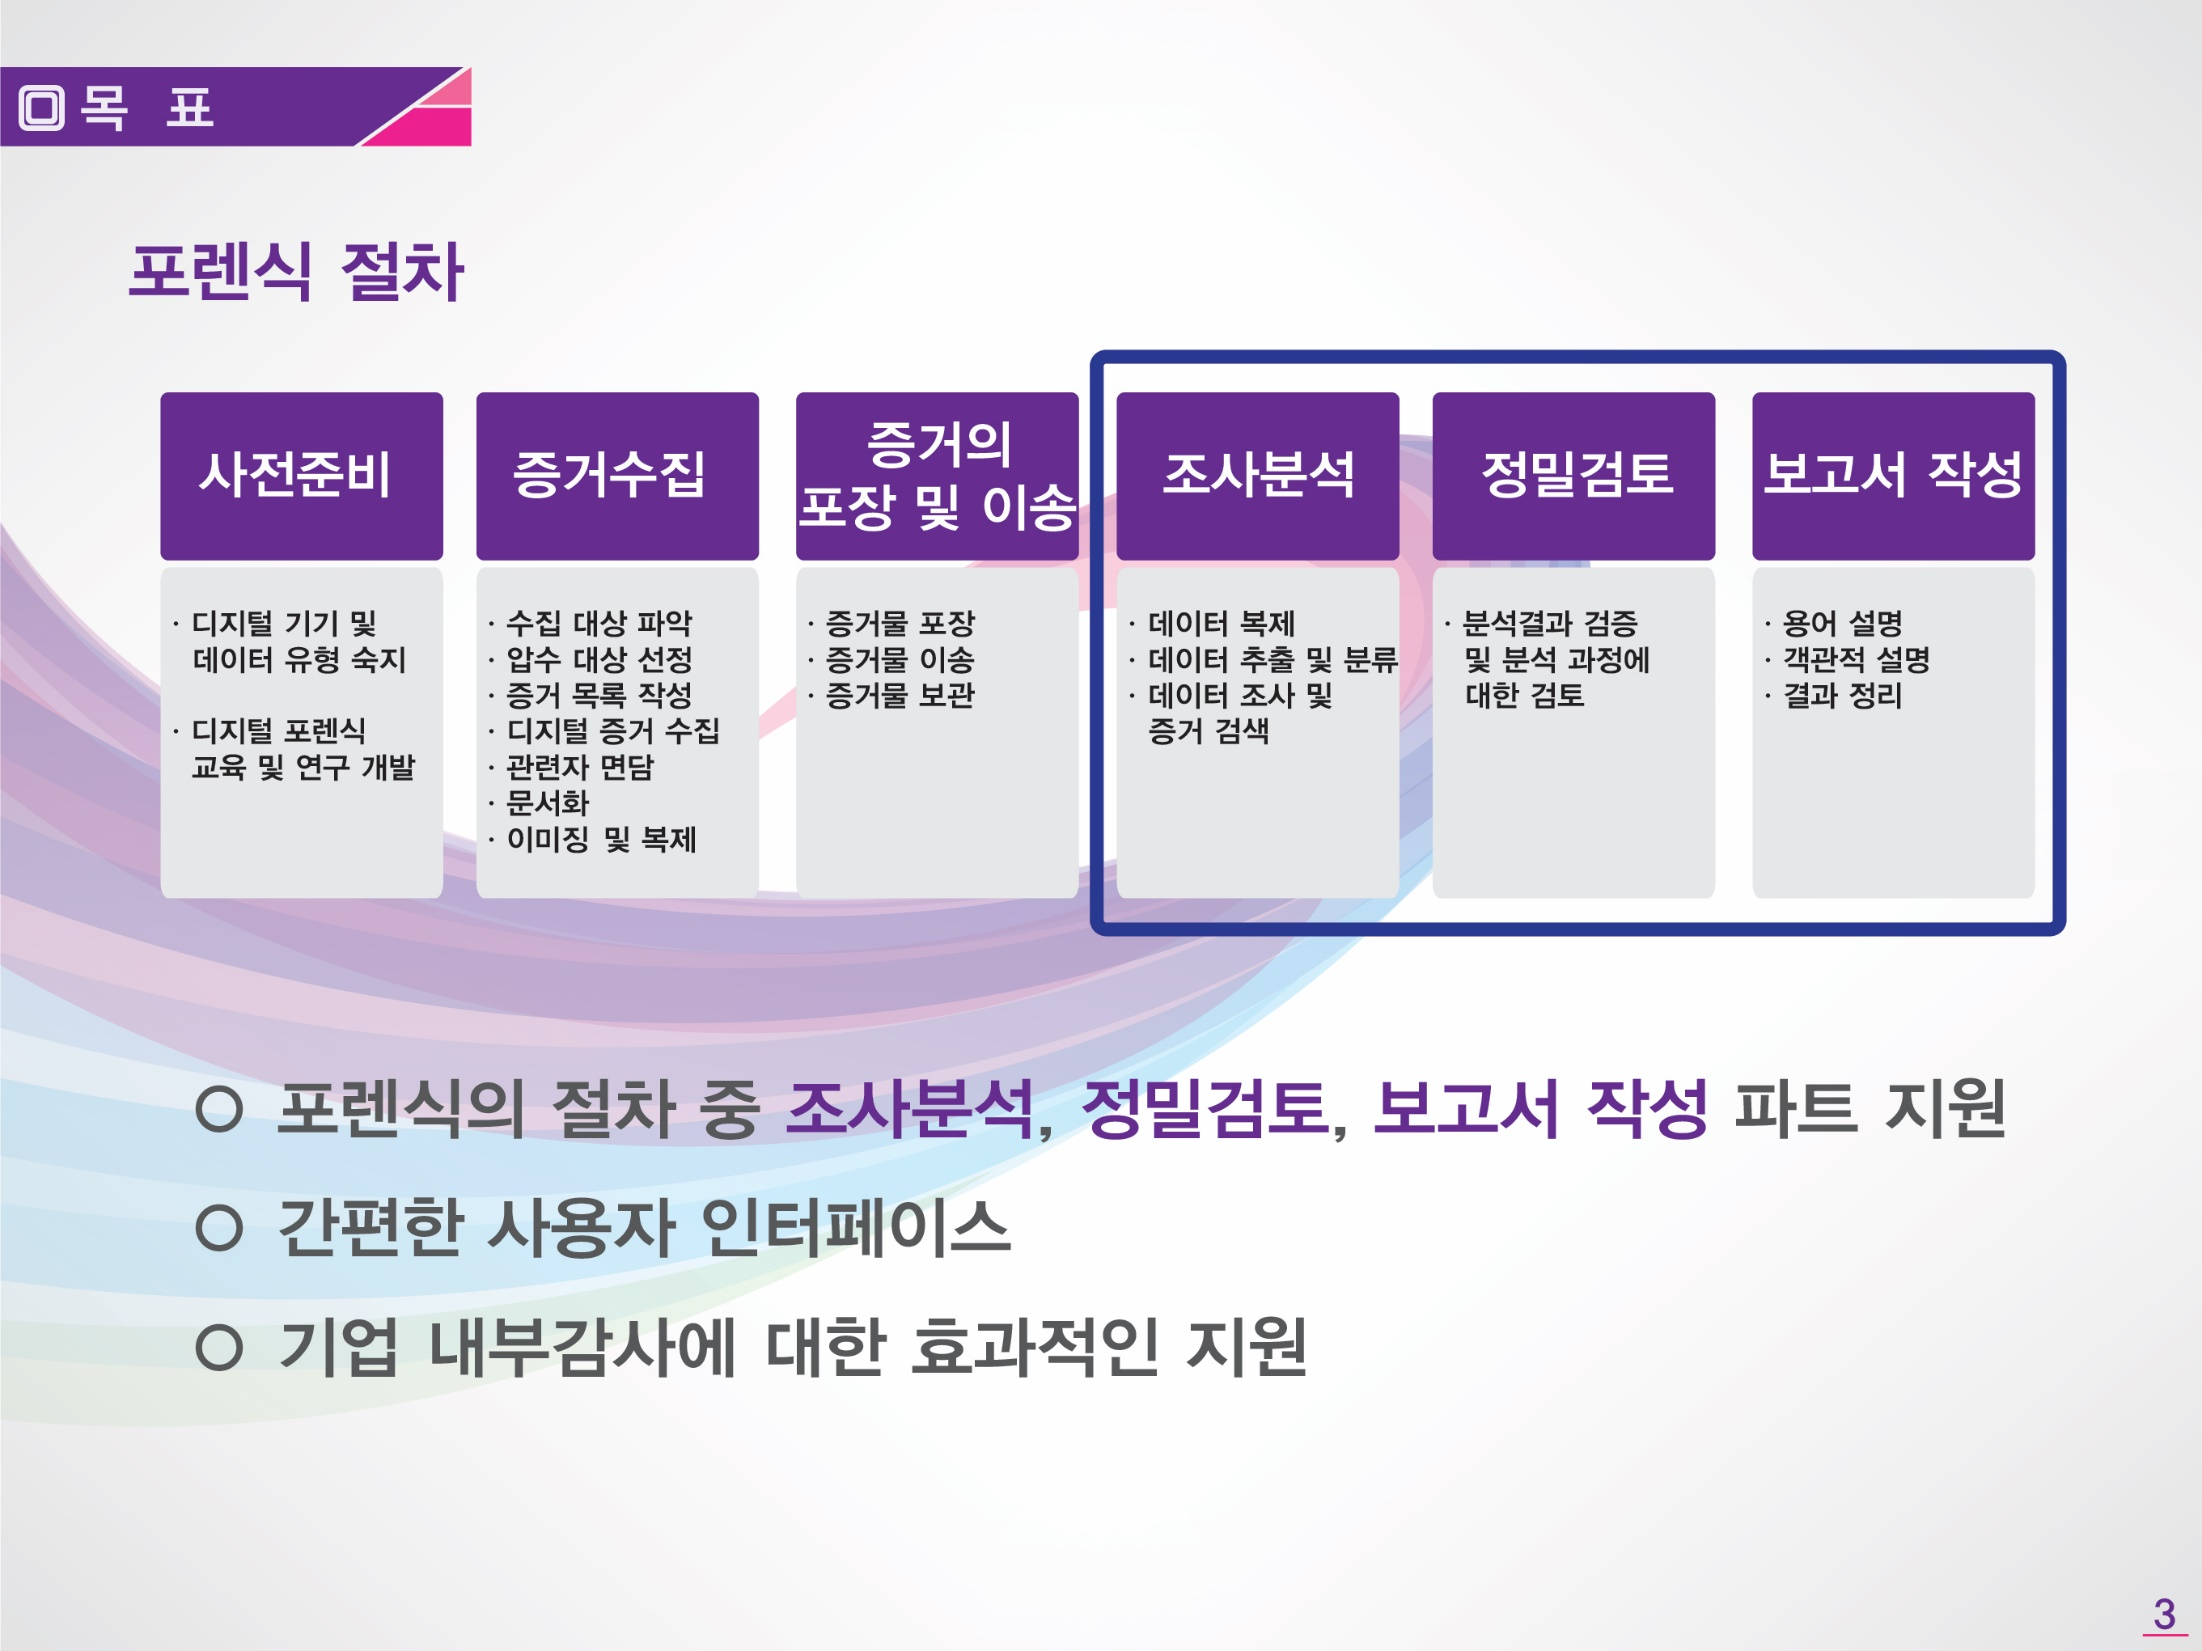 목 표
포렌식 절차
사전준비
· 디지털 기기 및
데이터 유형 숙지
· 디지털 포렌식
교육 및 연구 개발
증거수집
· 수집 대상 파악
· 압수 대상 선정
· 증거 목록 작성
· 디지털 증거 수집
· 관련자 면담
· 문서화
· 이미징 및 복제
증거의
포장 및 이송
· 증거물 포장
· 증거물 이송
· 증거물 보관
조사분석
· 데이터 복제
· 데이터 추출 및 분류
· 데이터 조사 및
증거 검색
정밀검토
· 분석결과 검증
및 분석 과정에
대한 검토
보고서 작성
· 용어 설명
· 객관적 설명
· 결과 정리
○ 포렌식의 절차 중 조사분석, 정밀검토, 보고서 작성 파트 지원
○ 간편한 사용자 인터페이스
○ 기업 내부감사에 대한 효과적인 지원
3